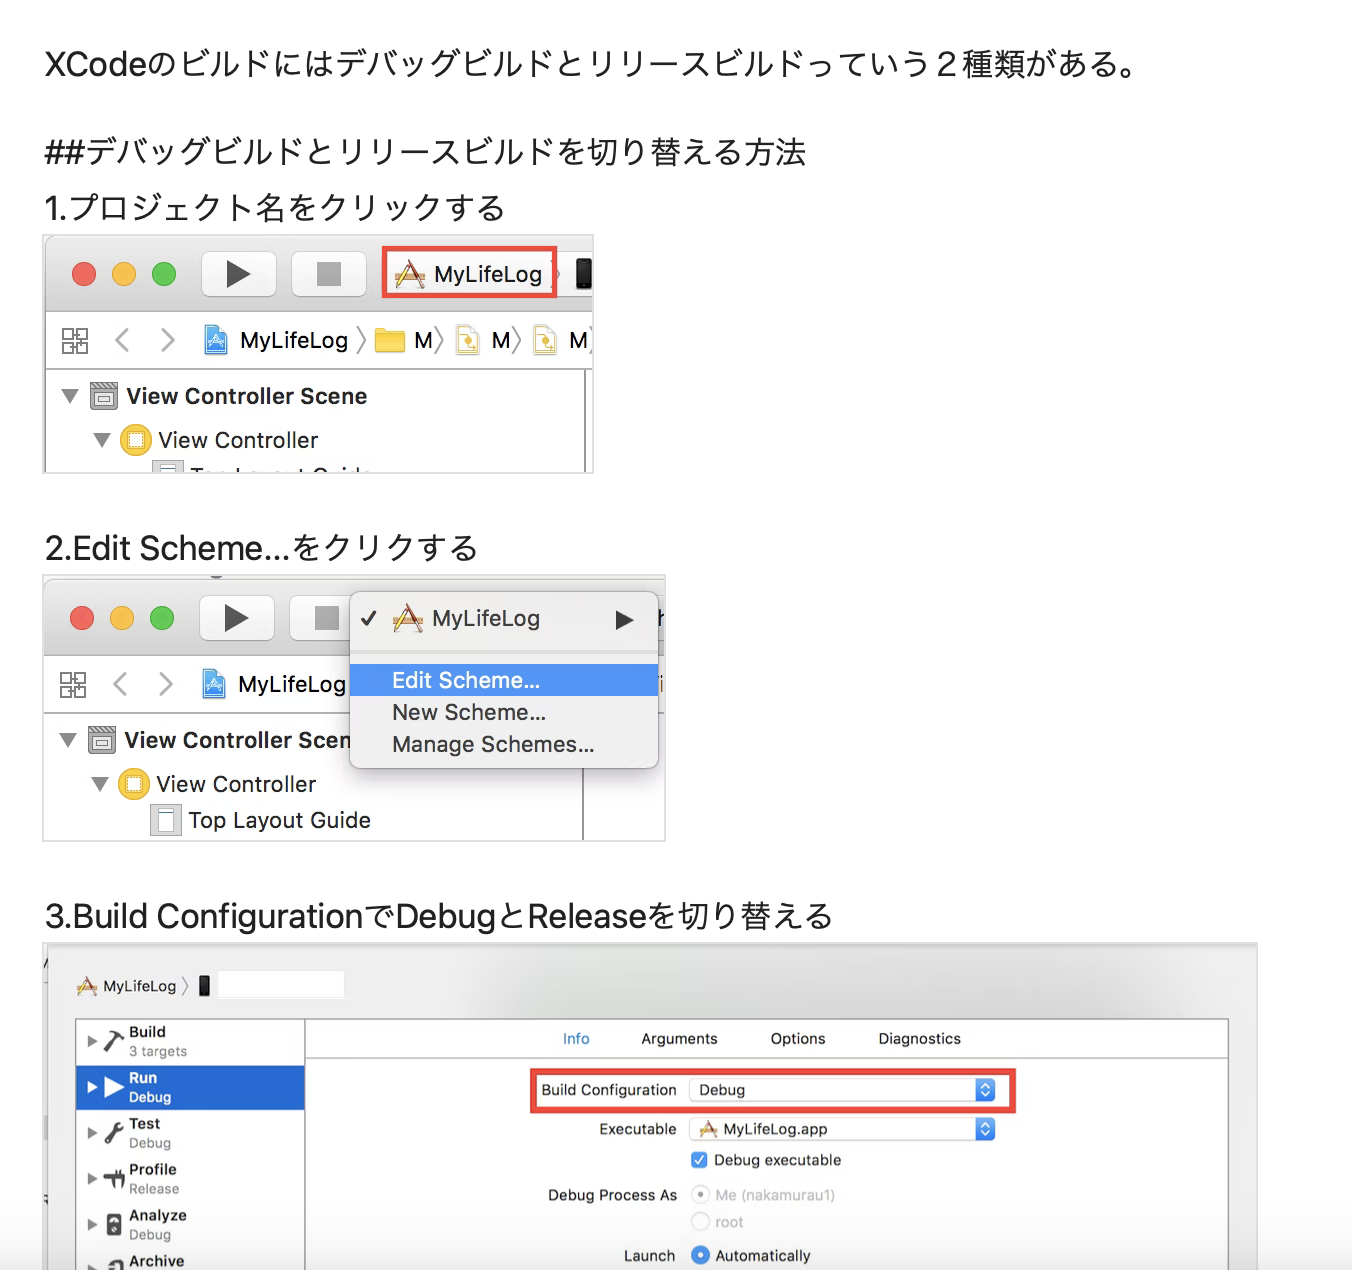 XCodeのビルドにはデバッグビルドとリリースビルドっていう２種類がある。
##デバッグビルドとリリースビルドを切り替える方法
1.プロジェクト名をクリックする
MyLifeLog
MyLifeLog M M M
View Controller Scene
View Controller
Top Layout Guide
2.Edit Scheme...をクリクする
MyLifeLog
Edit Scheme...
New Scheme...
Manage Schemes...
MyLifeLog
View Controller Scen
View Controller
Top Layout Guide
3.Build ConfigurationでDebugとReleaseを切り替える
MyLifeLog
Build
3 targets
Run
Debug
Test
Debug
Profile
Release
Analyze
Debug
Archive
Info Arguments Options Diagnostics
Build Configuration Debug
Executable MyLifeLog.app
Debug executable
Debug Process As Me (nakamurau1)
root
Launch Automatically